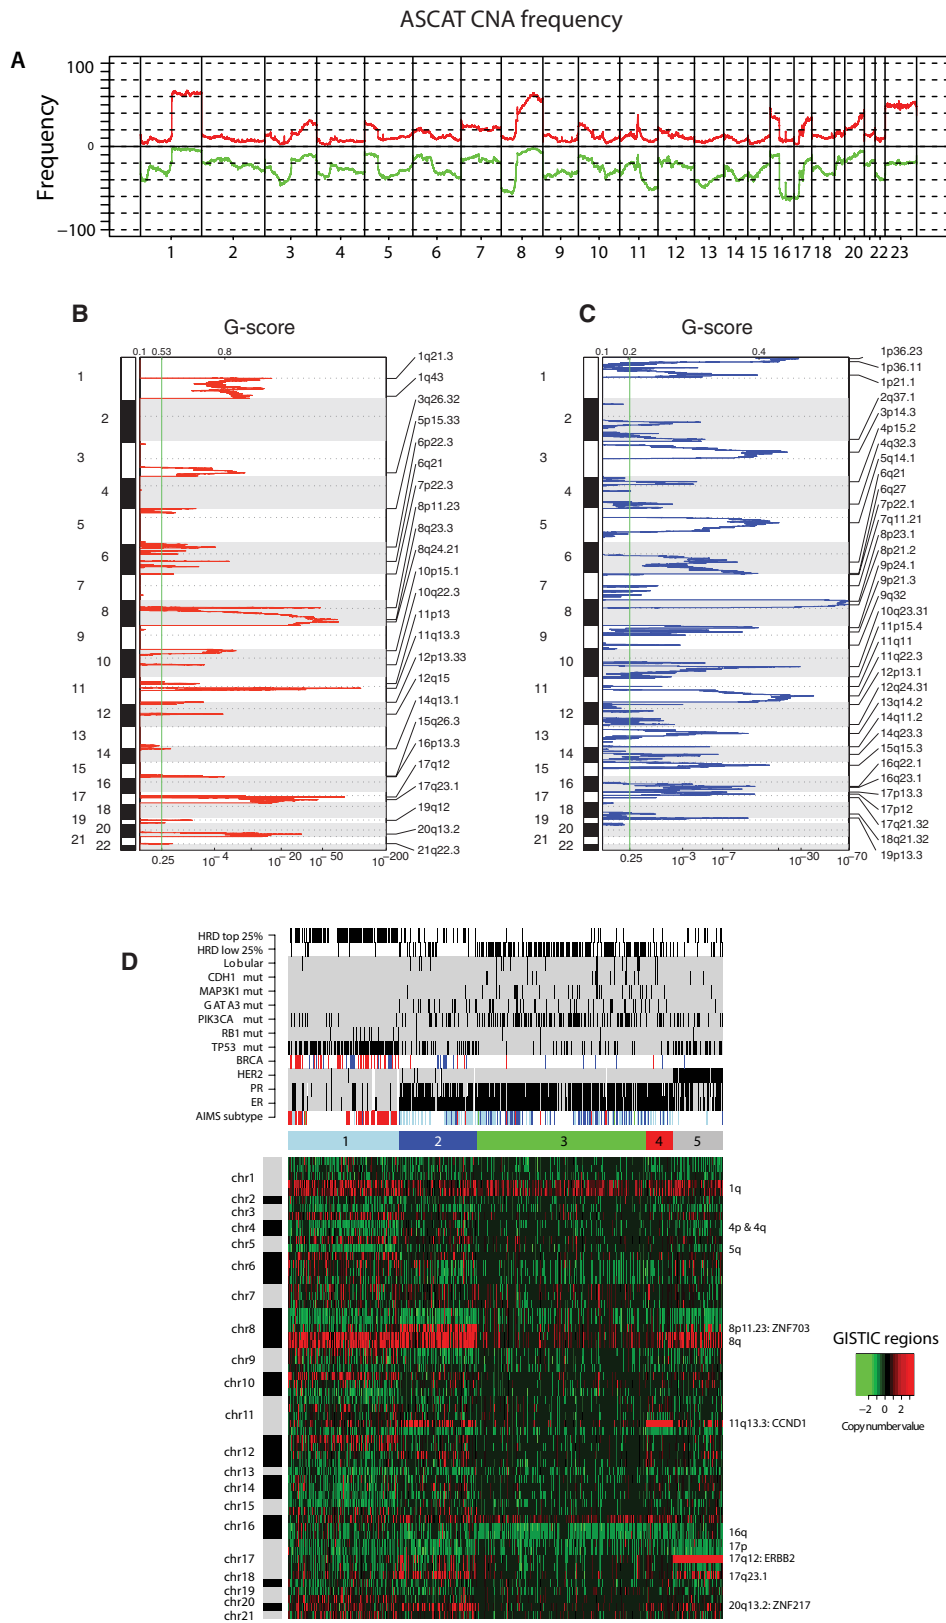 ASCAT CNA frequency
A
Frequency
100
0
−100
1 2 3 4 5 6 7 8 9 10 11 12 13 14 15 16 17 18 20 22 23
B
G-score
0.1 0.53 0.8
1
2
3
4
5
6
7
8
9
10
11
12
13
14
15
16
17
18
19
20
21
22
1q21.3
1q43
3q26.32
5p15.33
6p22.3
6q21
7p22.3
8p11.23
8q23.3
8q24.21
10p15.1
10q22.3
11p13
11q13.3
12p13.33
12q15
14q13.1
15q26.3
16p13.3
17q12
17q23.1
19q12
20q13.2
21q22.3
0.25 10−4 10−20 10−50 10−200
C
G-score
0.1 0.2 0.4
1
2
3
4
5
6
7
8
9
10
11
12
13
14
15
16
17
18
19
20
21
22
1p36.23
1p36.11
1p21.1
2q37.1
3p14.3
4p15.2
4q32.3
5q14.1
6q21
6q27
7p22.1
7q11.21
8p23.1
8p21.2
9p24.1
9p21.3
9q32
10q23.31
11p15.4
11q11
11q22.3
12p13.1
12q24.31
13q14.2
14q11.2
14q23.3
15q15.3
16q22.1
16q23.1
17p13.3
17p12
17q21.32
18q21.32
19p13.3
0.25 10−3 10−7 10−30 10−70
D
HRD top 25%
HRD low 25%
Lobular
CDH1 mut
MAP3K1 mut
GATA3 mut
PIK3CA mut
RB1 mut
TP53 mut
BRCA
HER2
PR
ER
AIMS subtype
1 2 3 4 5
chr1
chr2
chr3
chr4
chr5
chr6
chr7
chr8
chr9
chr10
chr11
chr12
chr13
chr14
chr15
chr16
chr17
chr18
chr19
chr20
chr21
1q
4p & 4q
5q
8p11.23: ZNF703
8q
11q13.3: CCND1
16q
17p
17q12: ERBB2
17q23.1
20q13.2: ZNF217
GISTIC regions
−2 0 2
Copy number value